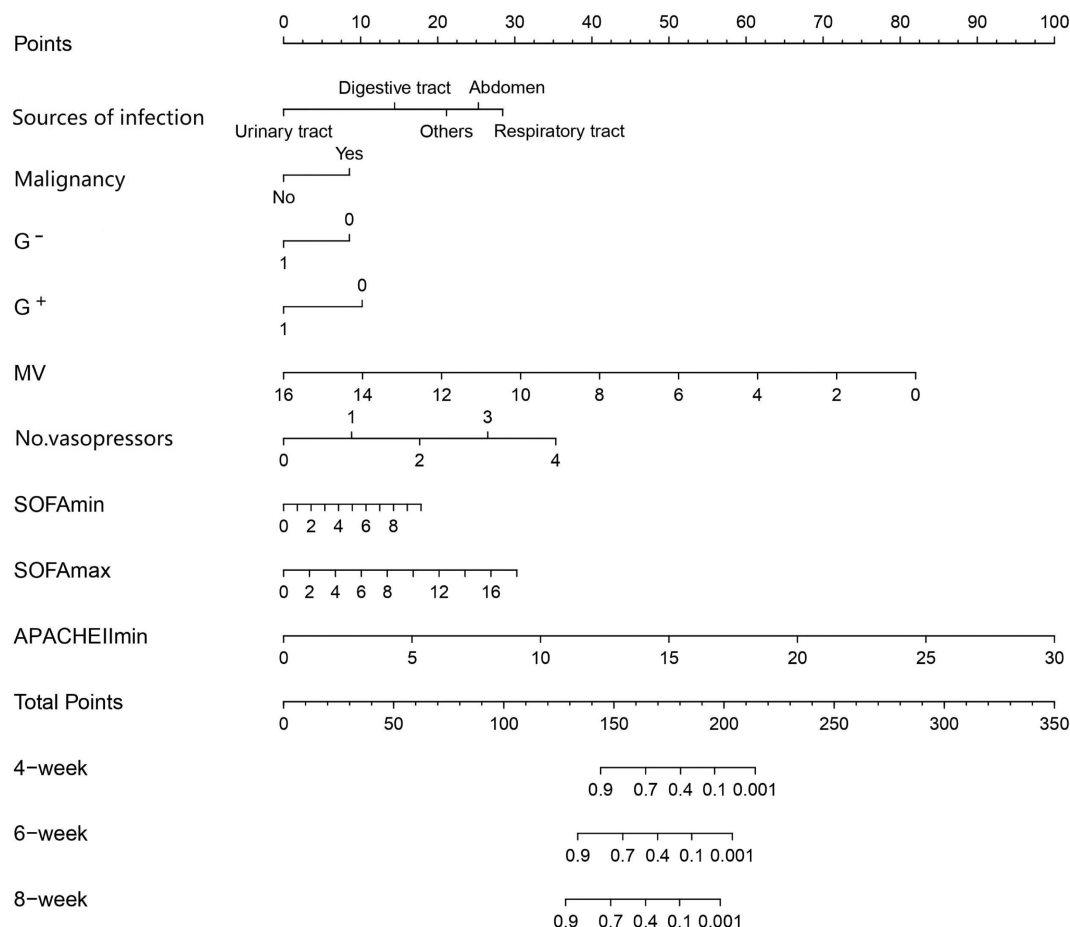 0 10 20 30 40 50 60 70 80 90 100
Points
Digestive tract Abdomen
Sources of infection
Urinary tract Others Respiratory tract
Yes
Malignancy
No
0
G−
1
0
G+
1
MV
16 14 12 10 8 6 4 2 0
1 3
No.vasopressors
0 2 4
SOFAmin
0 2 4 6 8
SOFAmax
0 2 4 6 8 12 16
APACHEIImin
0 5 10 15 20 25 30
Total Points
0 50 100 150 200 250 300 350
4−week
0.9 0.7 0.4 0.1 0.001
6−week
0.9 0.7 0.4 0.1 0.001
8−week
0.9 0.7 0.4 0.1 0.001